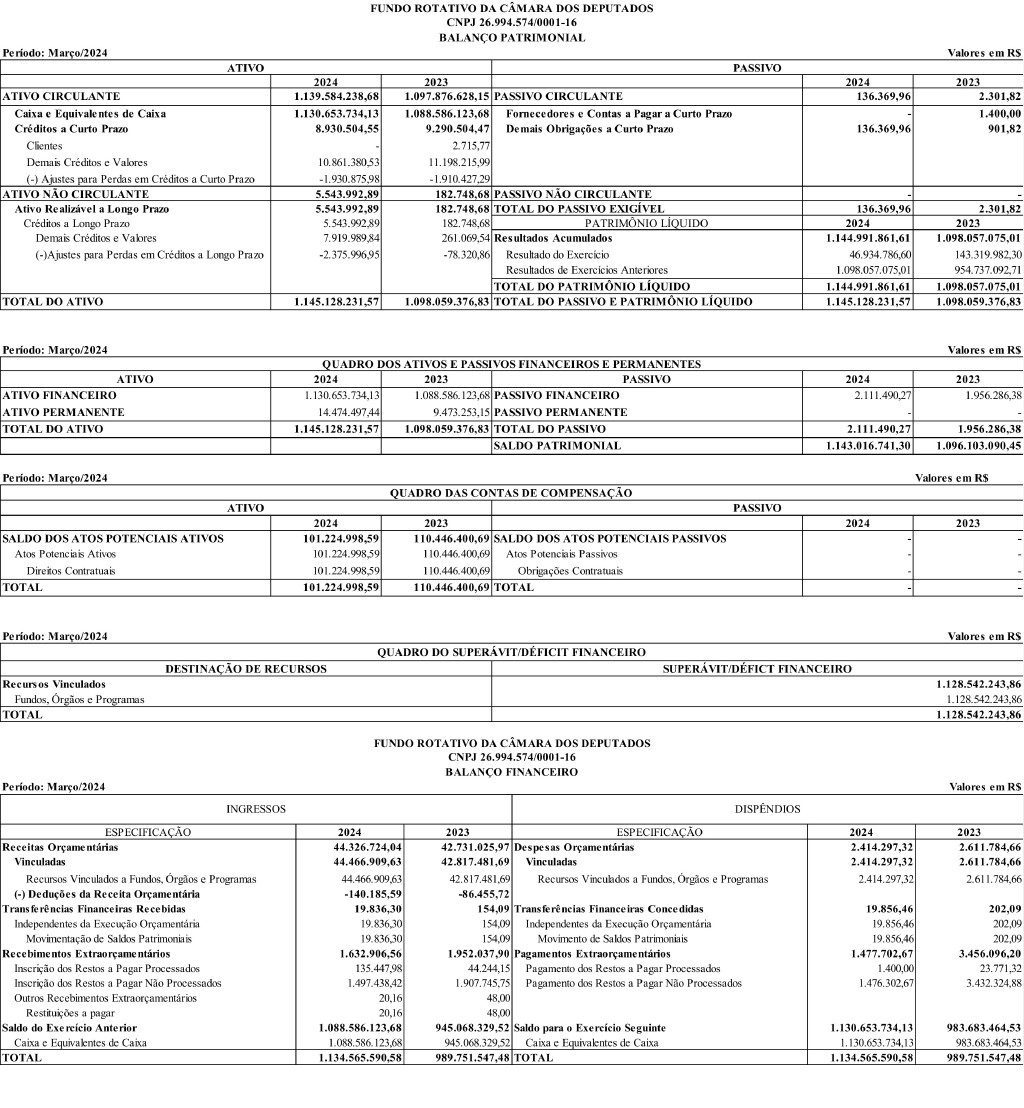 FUNDO ROTATIVO DA CÂMARA DOS DEPUTADOS
CNPJ 26.994.574/0001-16
BALANÇO PATRIMONIAL
Período: Março/2024 Valores em R$
ATIVO PASSIVO
2024 2023 2024 2023
ATIVO CIRCULANTE 1.139.584.238,68 1.097.876.628,15 PASSIVO CIRCULANTE 136.369,96 2.301,82
Caixa e Equivalentes de Caixa 1.130.653.734,13 1.088.586.123,68 Fornecedores e Contas a Pagar a Curto Prazo - 1.400,00
Créditos a Curto Prazo 8.930.504,55 9.290.504,47 Demais Obrigações a Curto Prazo 136.369,96 901,82
Clientes - 2.715,77
Demais Créditos e Valores 10.861.380,53 11.198.215,99
(-) Ajustes para Perdas em Créditos a Curto Prazo -1.930.875,98 -1.910.427,29
ATIVO NÃO CIRCULANTE 5.543.992,89 182.748,68 PASSIVO NÃO CIRCULANTE - -
Ativo Realizável a Longo Prazo 5.543.992,89 182.748,68 TOTAL DO PASSIVO EXIGÍVEL 136.369,96 2.301,82
Créditos a Longo Prazo 5.543.992,89 182.748,68 PATRIMÔNIO LÍQUIDO 2024 2023
Demais Créditos e Valores 7.919.989,84 261.069,54 Resultados Acumulados 1.144.991.861,61 1.098.057.075,01
(-)Ajustes para Perdas em Créditos a Longo Prazo -2.375.996,95 -78.320,86 Resultado do Exercício 46.934.786,60 143.319.982,30
Resultados de Exercícios Anteriores 1.098.057.075,01 954.737.092,71
TOTAL DO PATRIMÔNIO LÍQUIDO 1.144.991.861,61 1.098.057.075,01
TOTAL DO ATIVO 1.145.128.231,57 1.098.059.376,83 TOTAL DO PASSIVO E PATRIMÔNIO LÍQUIDO 1.145.128.231,57 1.098.059.376,83
Período: Março/2024 Valores em R$
QUADRO DOS ATIVOS E PASSIVOS FINANCEIROS E PERMANENTES
ATIVO 2024 2023 PASSIVO 2024 2023
ATIVO FINANCEIRO 1.130.653.734,13 1.088.586.123,68 PASSIVO FINANCEIRO 2.111.490,27 1.956.286,38
ATIVO PERMANENTE 14.474.497,44 9.473.253,15 PASSIVO PERMANENTE - -
TOTAL DO ATIVO 1.145.128.231,57 1.098.059.376,83 TOTAL DO PASSIVO 2.111.490,27 1.956.286,38
SALDO PATRIMONIAL 1.143.016.741,30 1.096.103.090,45
Período: Março/2024 Valores em R$
QUADRO DAS CONTAS DE COMPENSAÇÃO
ATIVO PASSIVO
2024 2023 2024 2023
SALDO DOS ATOS POTENCIAIS ATIVOS 101.224.998,59 110.446.400,69 SALDO DOS ATOS POTENCIAIS PASSIVOS - -
Atos Potenciais Ativos 101.224.998,59 110.446.400,69 Atos Potenciais Passivos - -
Direitos Contratuais 101.224.998,59 110.446.400,69 Obrigações Contratuais - -
TOTAL 101.224.998,59 110.446.400,69 TOTAL - -
Período: Março/2024 Valores em R$
QUADRO DO SUPERÁVIT/DÉFICIT FINANCEIRO
DESTINAÇÃO DE RECURSOS SUPERÁVIT/DÉFICT FINANCEIRO
Recursos Vinculados 1.128.542.243,86
Fundos, Órgãos e Programas 1.128.542.243,86
TOTAL 1.128.542.243,86
FUNDO ROTATIVO DA CÂMARA DOS DEPUTADOS
CNPJ 26.994.574/0001-16
BALANÇO FINANCEIRO
Período: Março/2024 Valores em R$
INGRESSOS DISPÊNDIOS
ESPECIFICAÇÃO 2024 2023 ESPECIFICAÇÃO 2024 2023
Receitas Orçamentárias 44.326.724,04 42.731.025,97 Despesas Orçamentárias 2.414.297,32 2.611.784,66
Vinculadas 44.466.909,63 42.817.481,69 Vinculadas 2.414.297,32 2.611.784,66
Recursos Vinculados a Fundos, Órgãos e Programas 44.466.909,63 42.817.481,69 Recursos Vinculados a Fundos, Órgãos e Programas 2.414.297,32 2.611.784,66
(-) Deduções da Receita Orçamentária -140.185,59 -86.455,72
Transferências Financeiras Recebidas 19.836,30 154,09 Transferências Financeiras Concedidas 19.856,46 202,09
Independentes da Execução Orçamentária 19.836,30 154,09 Independentes da Execução Orçamentária 19.856,46 202,09
Movimentação de Saldos Patrimoniais 19.836,30 154,09 Movimento de Saldos Patrimoniais 19.856,46 202,09
Recebimentos Extraorçamentários 1.632.906,56 1.952.037,90 Pagamentos Extraorçamentários 1.477.702,67 3.456.096,20
Inscrição dos Restos a Pagar Processados 135.447,98 44.244,15 Pagamento dos Restos a Pagar Processados 1.400,00 23.771,32
Inscrição dos Restos a Pagar Não Processados 1.497.438,42 1.907.745,75 Pagamento dos Restos a Pagar Não Processados 1.476.302,67 3.432.324,88
Outros Recebimentos Extraorçamentários 20,16 48,00
Restituições a pagar 20,16 48,00
Saldo do Exercício Anterior 1.088.586.123,68 945.068.329,52 Saldo para o Exercício Seguinte 1.130.653.734,13 983.683.464,53
Caixa e Equivalentes de Caixa 1.088.586.123,68 945.068.329,52 Caixa e Equivalentes de Caixa 1.130.653.734,13 983.683.464,53
TOTAL 1.134.565.590,58 989.751.547,48 TOTAL 1.134.565.590,58 989.751.547,48